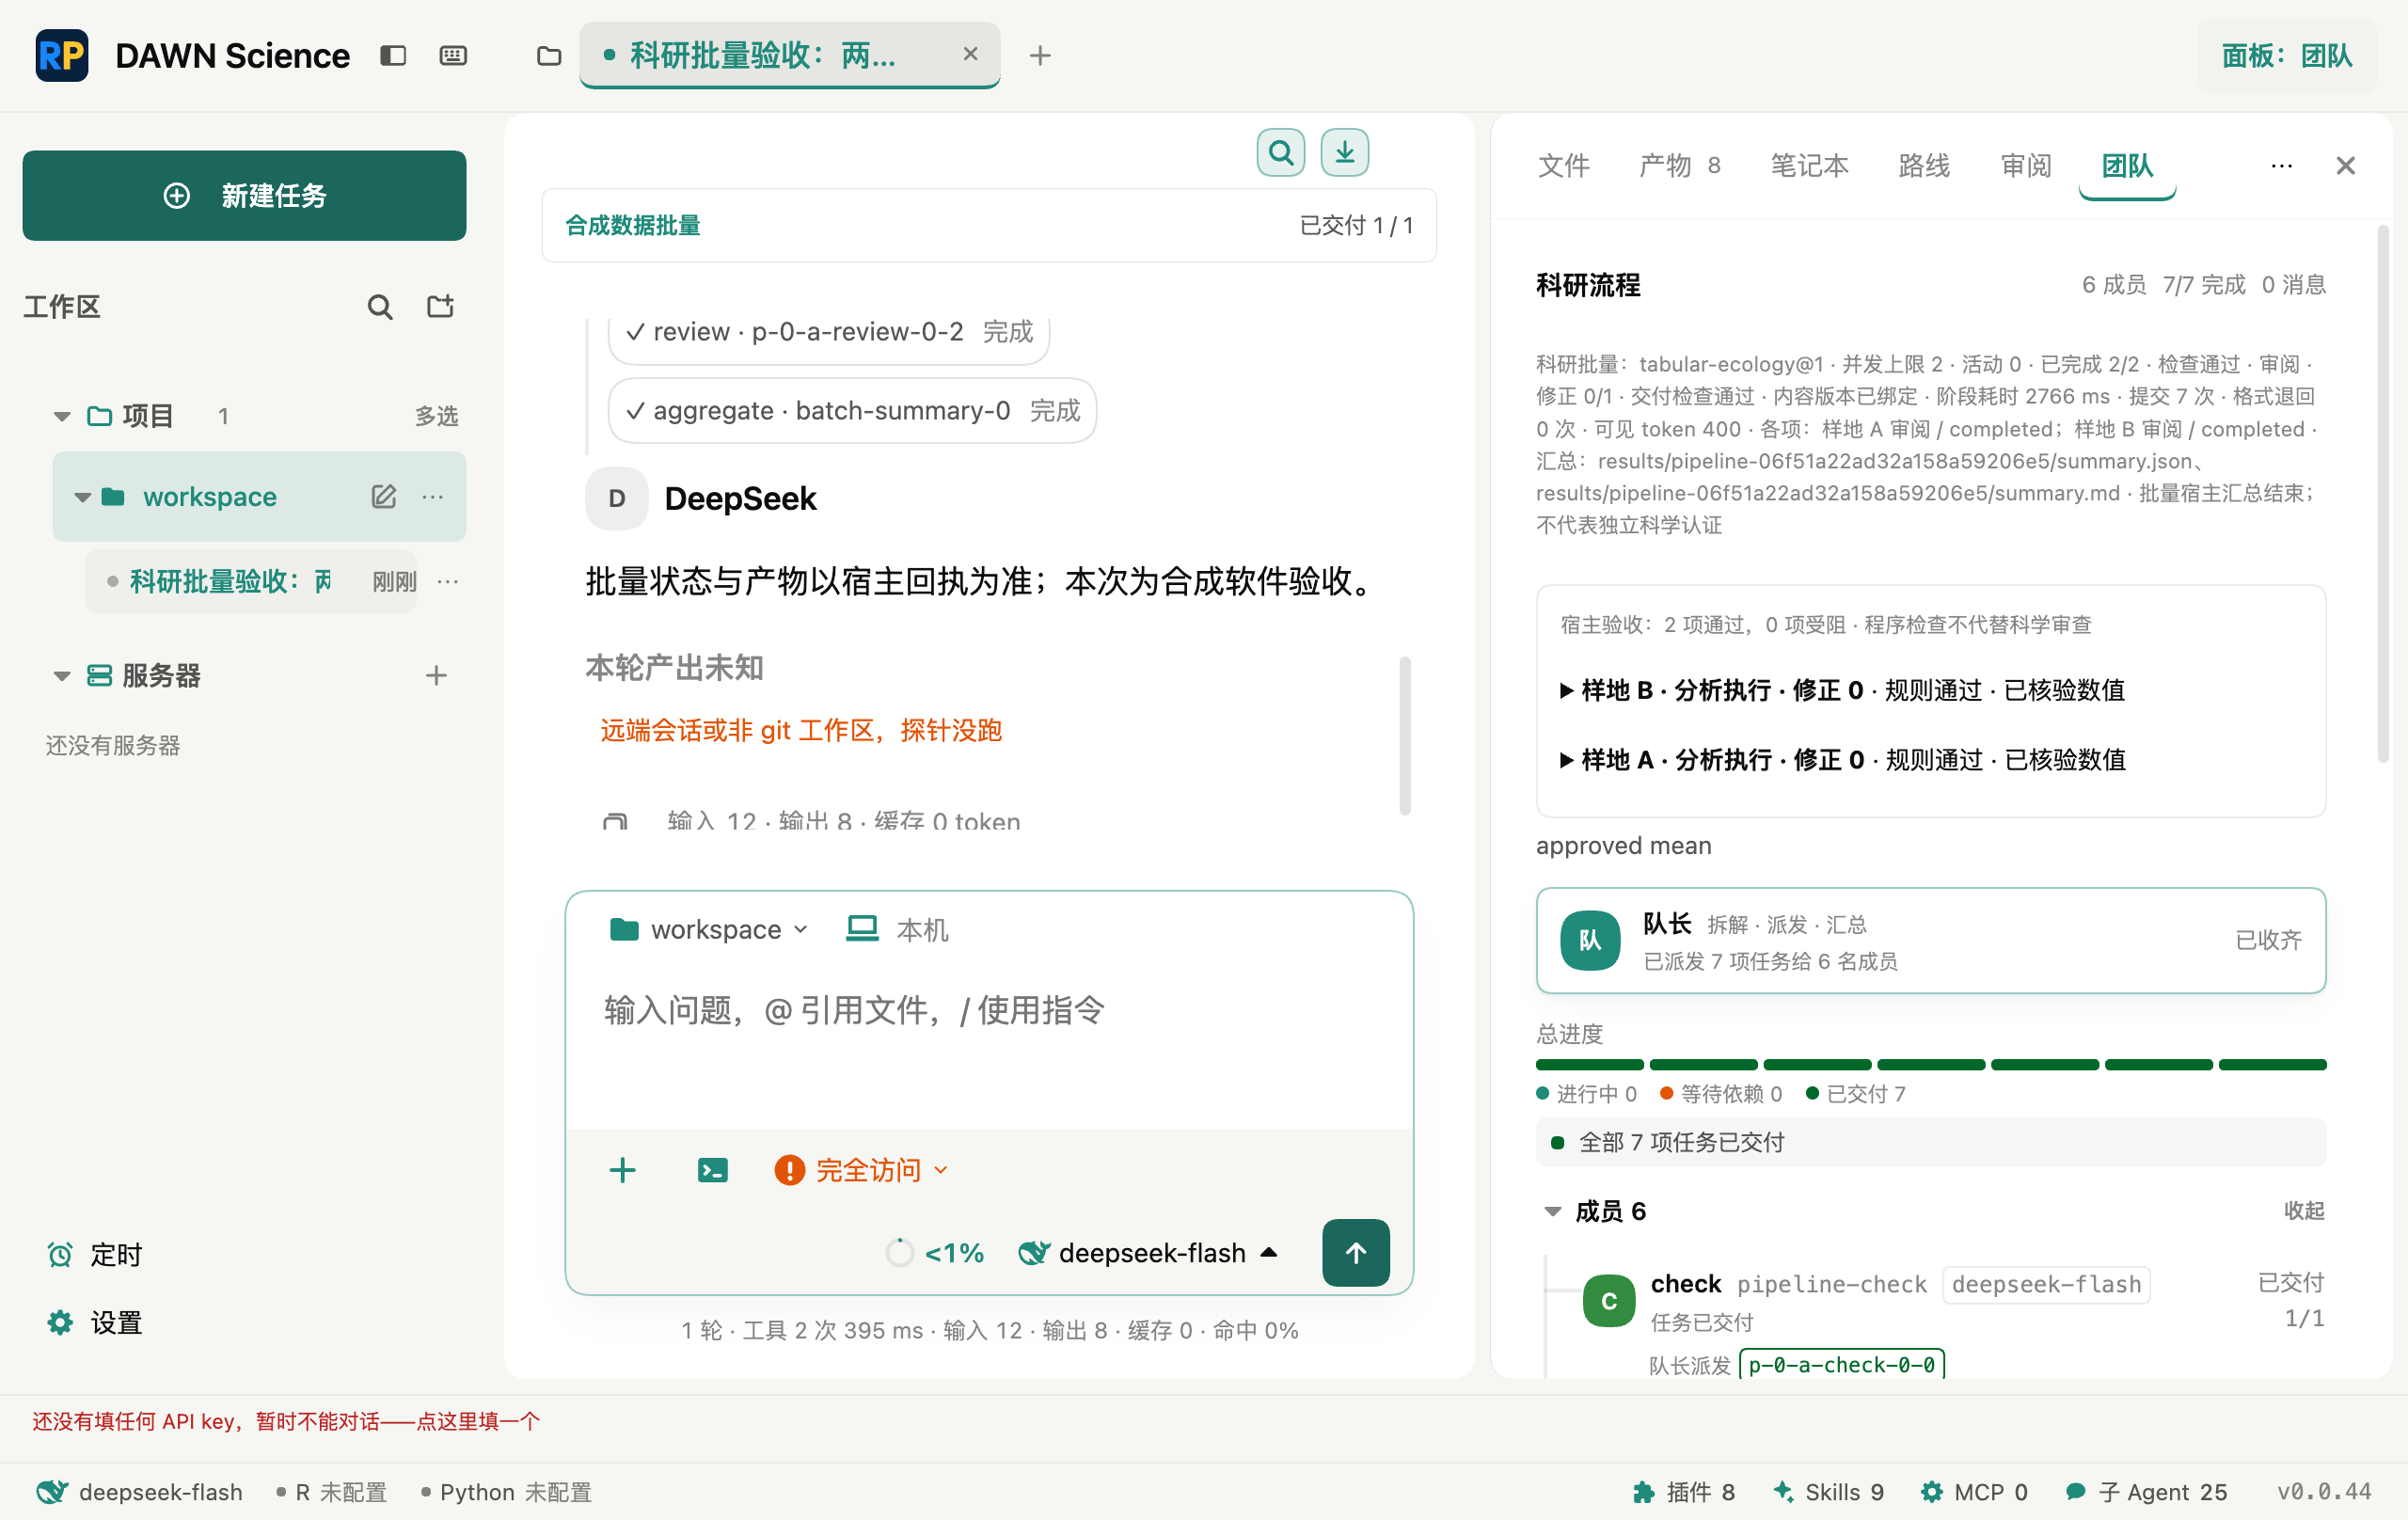 RP DAWN Science
科研批量验收：两...
面板：团队
新建任务
工作区
项目 1 多选
workspace
科研批量验收：两 刚刚
服务器
还没有服务器
定时
设置
合成数据批量 已交付 1 / 1
review · p-0-a-review-0-2 完成
aggregate · batch-summary-0 完成
D DeepSeek
批量状态与产物以宿主回执为准；本次为合成软件验收。
本轮产出未知
远端会话或非 git 工作区，探针没跑
输入 12 · 输出 8 · 缓存 0 token
workspace 本机
输入问题，@ 引用文件，/ 使用指令
完全访问
<1% deepseek-flash
1 轮 · 工具 2 次 395 ms · 输入 12 · 输出 8 · 缓存 0 · 命中 0%
文件 产物 8 笔记本 路线 审阅 团队 ···
科研流程 6 成员 7/7 完成 0 消息
科研批量：tabular-ecology@1 · 并发上限 2 · 活动 0 · 已完成 2/2 · 检查通过 · 审阅 ·
修正 0/1 · 交付检查通过 · 内容版本已绑定 · 阶段耗时 2766 ms · 提交 7 次 · 格式退回
0 次 · 可见 token 400 · 各项：样地 A 审阅 / completed；样地 B 审阅 / completed ·
汇总：results/pipeline-06f51a22ad32a158a59206e5/summary.json、
results/pipeline-06f51a22ad32a158a59206e5/summary.md · 批量宿主汇总结束；
不代表独立科学认证
宿主验收：2 项通过，0 项受阻 · 程序检查不代替科学审查
样地 B · 分析执行 · 修正 0 · 规则通过 · 已核验数值
样地 A · 分析执行 · 修正 0 · 规则通过 · 已核验数值
approved mean
队 队长 拆解 · 派发 · 汇总
已派发 7 项任务给 6 名成员
已收齐
总进度
进行中 0 等待依赖 0 已交付 7
全部 7 项任务已交付
成员 6 收起
C check pipeline-check deepseek-flash 已交付
任务已交付 1/1
队长派发 p-0-a-check-0-0
还没有填任何 API key，暂时不能对话——点这里填一个
deepseek-flash R 未配置 Python 未配置
插件 8 Skills 9 MCP 0 子 Agent 25 v0.0.44